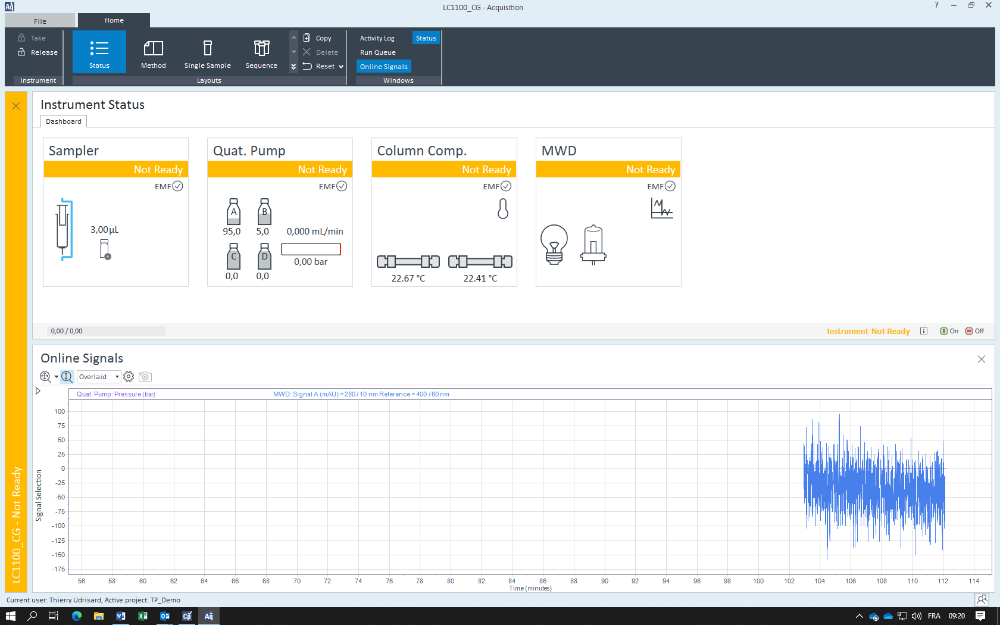 Aq
LC1100_CG - Acquisition
File
Home
Take
Release
Instrument
Status
Method
Single Sample
Sequence
Copy
Delete
Reset
Layouts
Activity Log
Status
Run Queue
Online Signals
Windows
Instrument Status
Dashboard
Sampler
Not Ready
EMF
3,00 µL
Quat. Pump
Not Ready
EMF
A
B
95,0
5,0
0,000 mL/min
C
D
0,00 bar
0,0
0,0
Column Comp.
Not Ready
EMF
22.67 °C
22.41 °C
MWD
Not Ready
EMF
0,00 / 0,00
Instrument Not Ready
On
Off
LC1100_CG - Not Ready
Online Signals
Overlaid
Quat. Pump: Pressure (bar)
MWD: Signal A (mAU) = 280 / 10 nm Reference = 400 / 60 nm
Signal Selection
100
75
50
25
0
-25
-50
-75
-100
-125
-150
-175
56 58 60 62 64 66 68 70 72 74 76 78 80 82 84 86 88 90 92 94 96 98 100 102 104 106 108 110 112 114
Time (minutes)
Current user: Thierry Udrisard, Active project: TP_Demo
FRA
09:20